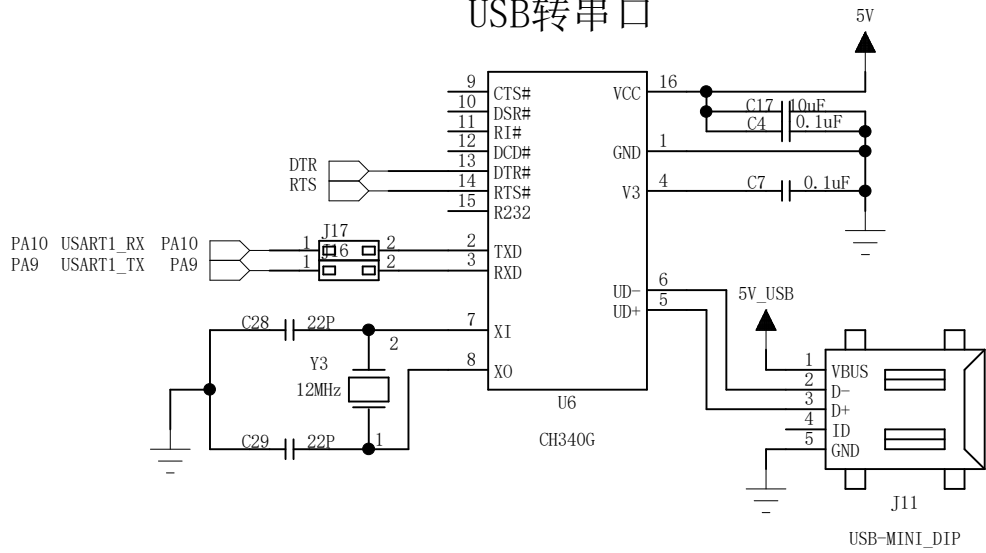 USB转串口
5V
9 CTS# VCC 16
10 DSR# C17 10uF
11 RI# C4 0.1uF
12 DCD# GND 1
DTR 13 DTR#
RTS 14 RTS# V3 4 C7 0.1uF
15 R232
J17
PA10 USART1_RX PA10 1 J16 2 2 TXD
PA9 USART1_TX PA9 1 2 3 RXD
UD- 6
UD+ 5
5V_USB
C28 22P 7 XI
2
Y3 8 XO
12MHz
C29 22P 1
U6
CH340G
1 VBUS
2 D-
3 D+
4 ID
5 GND
J11
USB-MINI_DIP